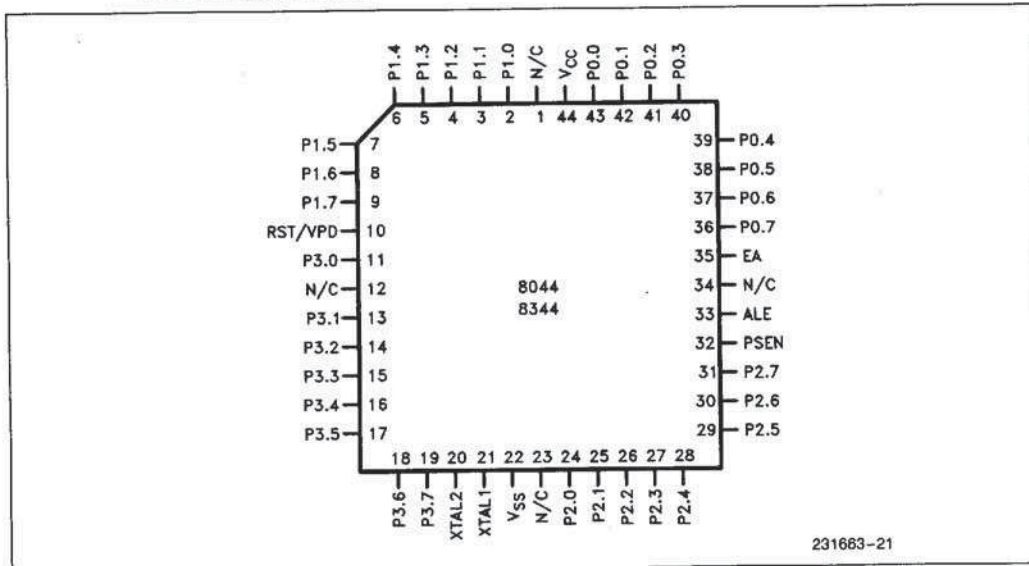 P1.4 P1.3 P1.2 P1.1 P1.0 N/C VCC P0.0 P0.1 P0.2 P0.3
6 5 4 3 2 1 44 43 42 41 40
P1.5 7 39 P0.4
P1.6 8 38 P0.5
P1.7 9 37 P0.6
RST/VPD 10 36 P0.7
P3.0 11 35 EA
N/C 12 34 N/C
8044
8344
P3.1 13 33 ALE
P3.2 14 32 PSEN
P3.3 15 31 P2.7
P3.4 16 30 P2.6
P3.5 17 29 P2.5
18 19 20 21 22 23 24 25 26 27 28
P3.6 P3.7 XTAL2 XTAL1 VSS N/C P2.0 P2.1 P2.2 P2.3 P2.4
231663-21